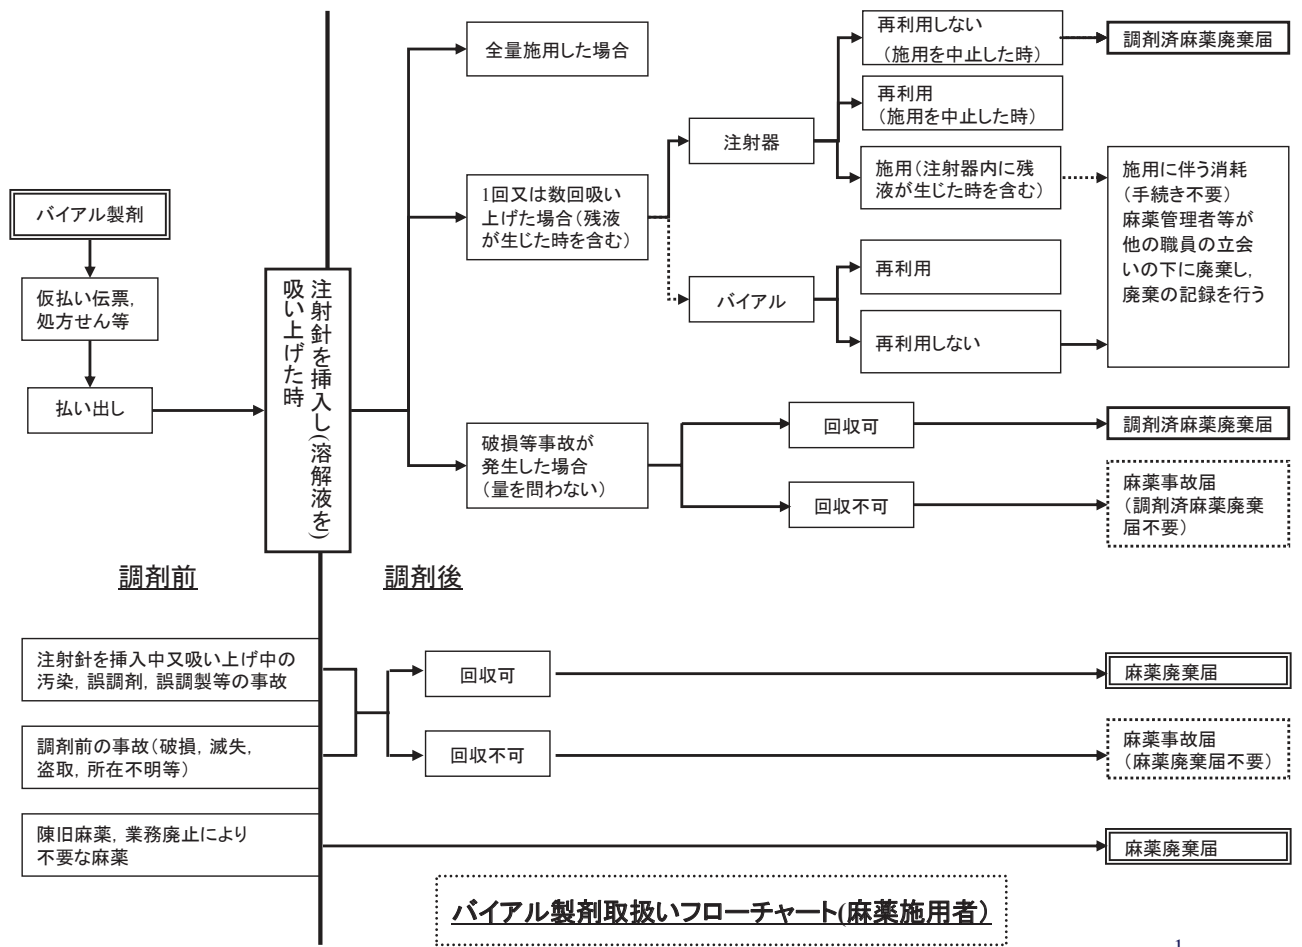 バイアル製剤
仮払い伝票,
処方せん等
払い出し
注射針を挿入し(溶解液を)
吸い上げた時
全量施用した場合
1回又は数回吸い
上げた場合（残液
が生じた時を含む）
破損等事故が
発生した場合
（量を問わない）
注射器
バイアル
再利用しない
（施用を中止した時）
再利用
（施用を中止した時）
施用（注射器内に残
液が生じた時を含む）
再利用
再利用しない
調剤済麻薬廃棄届
施用に伴う消耗
（手続き不要）
麻薬管理者等が
他の職員の立会
いの下に廃棄し,
廃棄の記録を行う
回収可
回収不可
調剤済麻薬廃棄届
麻薬事故届
（調剤済麻薬廃棄
届不要）
調剤前
調剤後
注射針を挿入中又吸い上げ中の
汚染, 誤調剤, 誤調製等の事故
調剤前の事故（破損, 滅失,
盗取, 所在不明等）
陳旧麻薬, 業務廃止により
不要な麻薬
回収可
回収不可
麻薬廃棄届
麻薬事故届
（麻薬廃棄届不要）
麻薬廃棄届
バイアル製剤取扱いフローチャート(麻薬施用者）
1